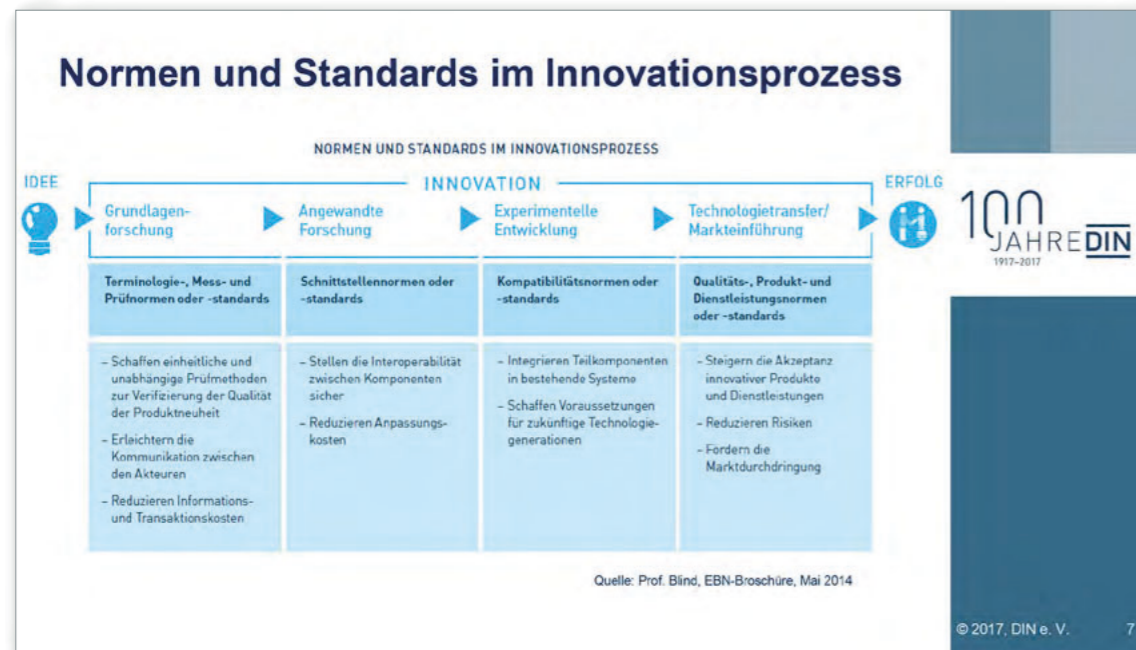 Normen und Standards im Innovationsprozess
NORMEN UND STANDARDS IM INNOVATIONSPROZESS
IDEE
INNOVATION
ERFOLG
Grundlagen-
forschung
Angewandte
Forschung
Experimentelle
Entwicklung
Technologietransfer/
Markteinführung
Terminologie-, Mess- und
Prüfnormen oder -standards
Schnittstellennormen oder
-standards
Kompatibilitätsnormen oder
-standards
Qualitäts-, Produkt- und
Dienstleistungsnormen
oder -standards
– Schaffen einheitliche und
unabhängige Prüfmethoden
zur Verifizierung der Qualität
der Produktneuheit
– Erleichtern die
Kommunikation zwischen
den Akteuren
– Reduzieren Informations-
und Transaktionskosten
– Stellen die Interoperabilität
zwischen Komponenten
sicher
– Reduzieren Anpassungs-
kosten
– Integrieren Teilkomponenten
in bestehende Systeme
– Schaffen Voraussetzungen
für zukünftige Technologie-
generationen
– Steigern die Akzeptanz
innovativer Produkte
und Dienstleistungen
– Reduzieren Risiken
– Fördern die
Marktdurchdringung
Quelle: Prof. Blind, EBN-Broschüre, Mai 2014
100
JAHRE DIN
1917–2017
© 2017, DIN e. V. 7